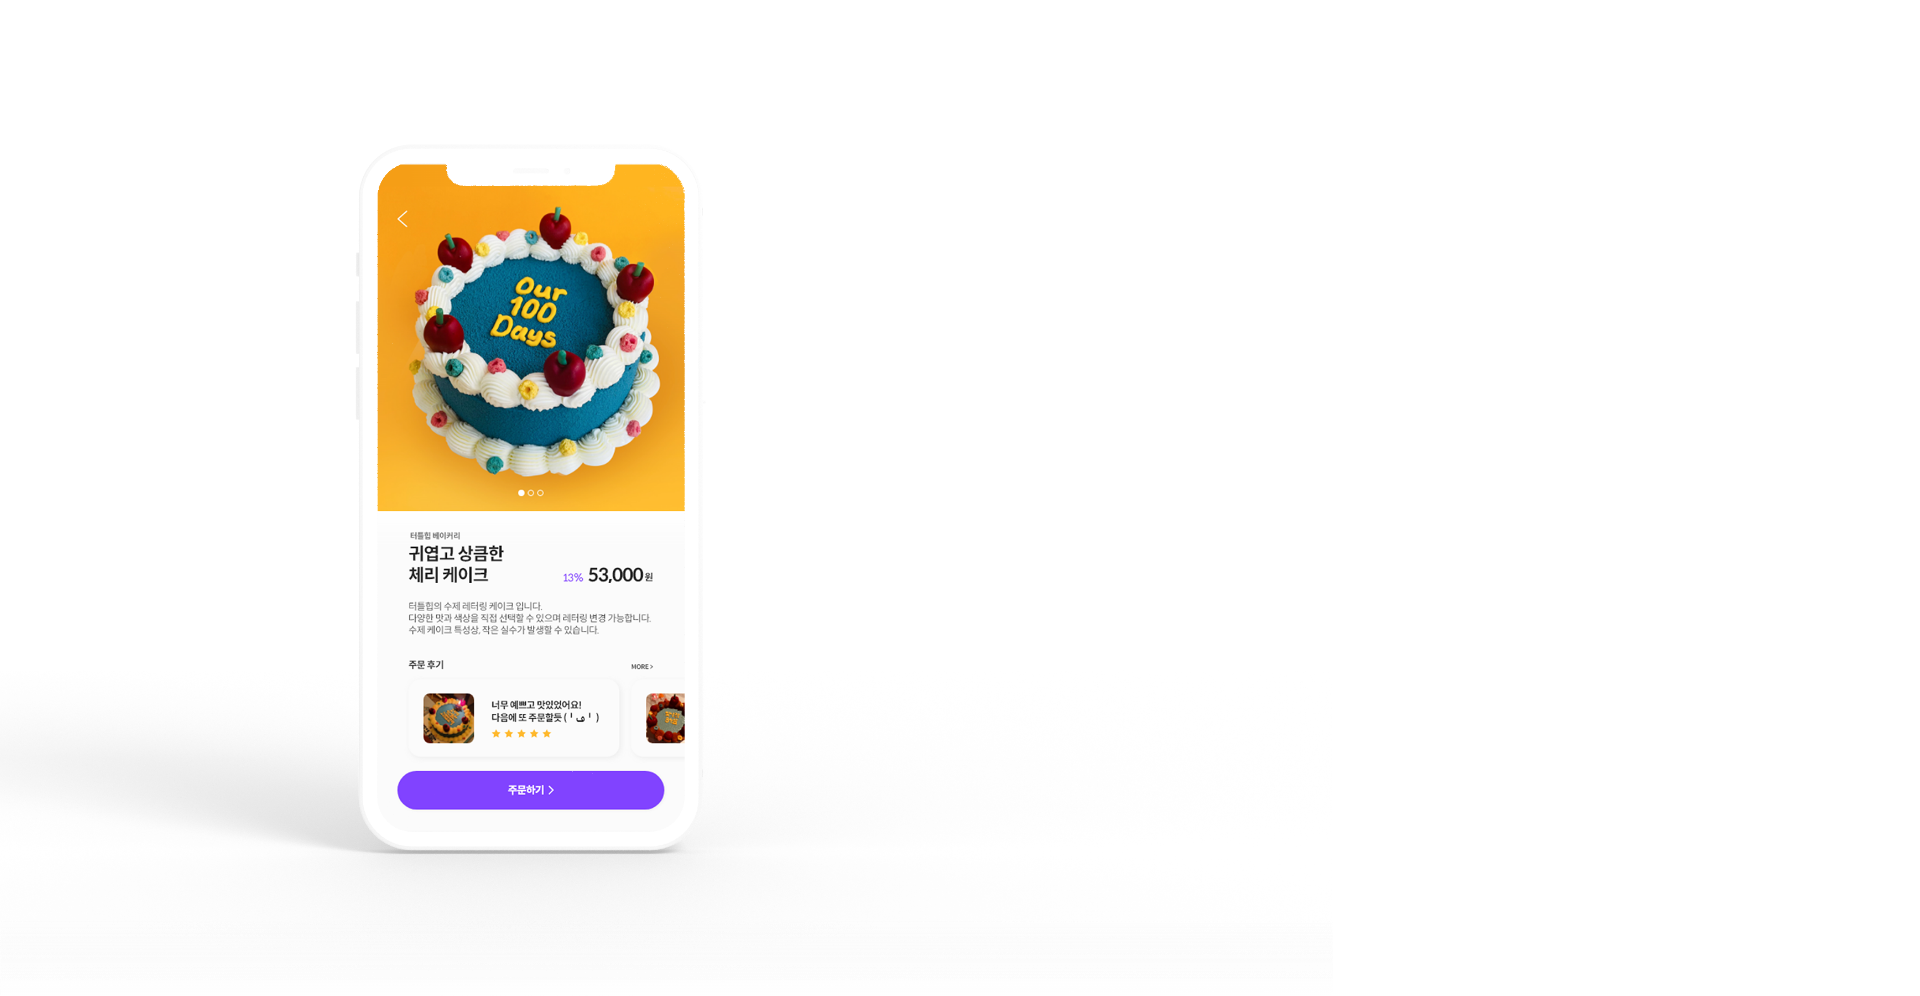 Our
100
Days
터틀힙 베이커리
귀엽고 상큼한
체리 케이크
13% 53,000 원
터틀힙의 수제 레터링 케이크 입니다.
다양한 맛과 색상을 직접 선택할 수 있으며 레터링 변경 가능합니다.
수제 케이크 특성상, 작은 실수가 발생할 수 있습니다.
주문 후기
MORE >
너무 예쁘고 맛있었어요!
다음에 또 주문할듯 (╹ڡ╹)
주문하기 >